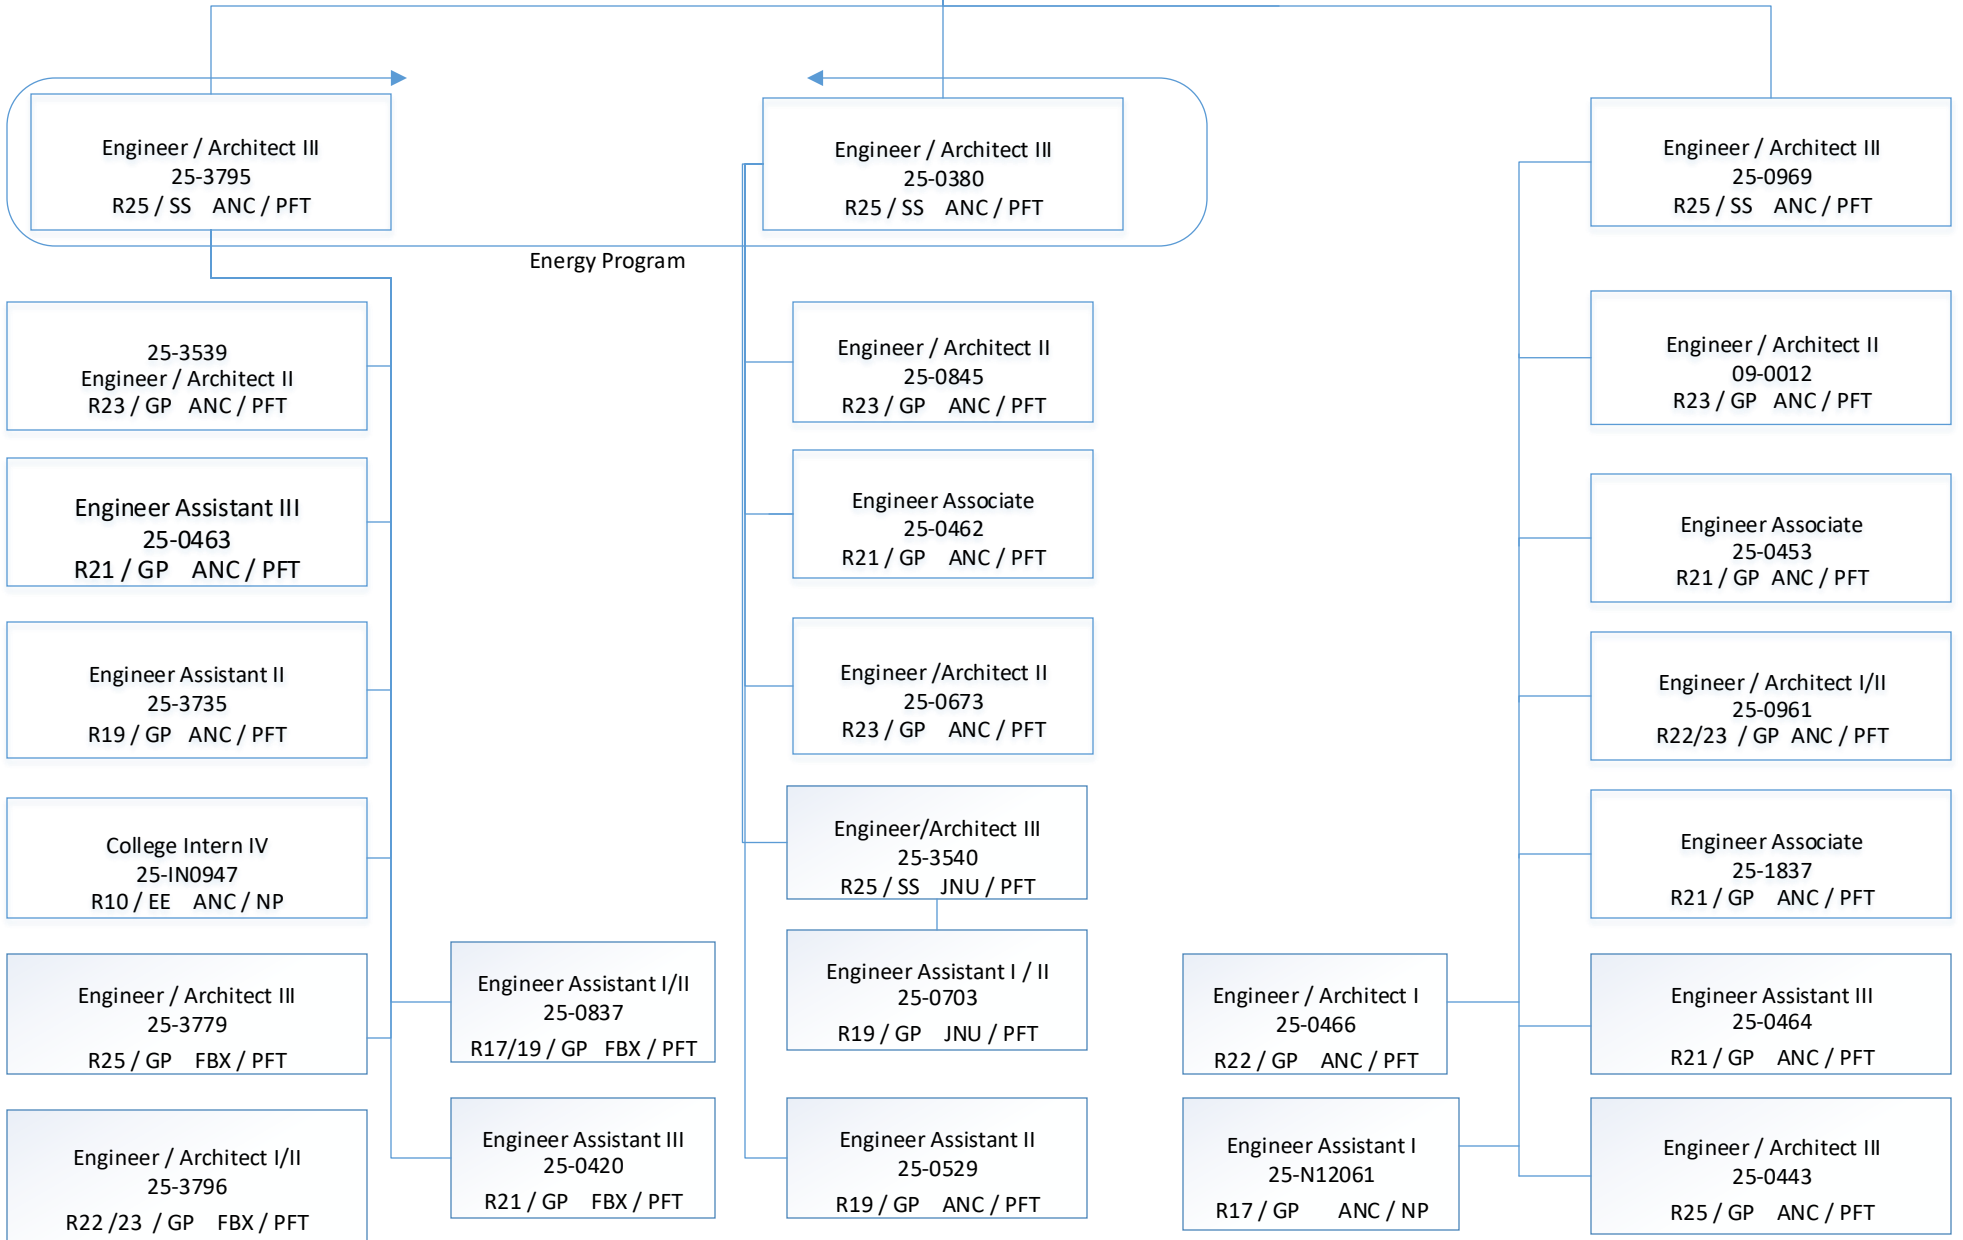 Engineer / Architect III
25-3795
R25 / SS ANC / PFT
Engineer / Architect III
25-0380
R25 / SS ANC / PFT
Engineer / Architect III
25-0969
R25 / SS ANC / PFT
Energy Program
25-3539
Engineer / Architect II
R23 / GP ANC / PFT
Engineer Assistant III
25-0463
R21 / GP ANC / PFT
Engineer Assistant II
25-3735
R19 / GP ANC / PFT
College Intern IV
25-IN0947
R10 / EE ANC / NP
Engineer / Architect III
25-3779
R25 / GP FBX / PFT
Engineer / Architect I/II
25-3796
R22 /23 / GP FBX / PFT
Engineer Assistant I/II
25-0837
R17/19 / GP FBX / PFT
Engineer Assistant III
25-0420
R21 / GP FBX / PFT
Engineer / Architect II
25-0845
R23 / GP ANC / PFT
Engineer Associate
25-0462
R21 / GP ANC / PFT
Engineer /Architect II
25-0673
R23 / GP ANC / PFT
Engineer/Architect III
25-3540
R25 / SS JNU / PFT
Engineer Assistant I / II
25-0703
R19 / GP JNU / PFT
Engineer Assistant II
25-0529
R19 / GP ANC / PFT
Engineer / Architect II
09-0012
R23 / GP ANC / PFT
Engineer Associate
25-0453
R21 / GP ANC / PFT
Engineer / Architect I/II
25-0961
R22/23 / GP ANC / PFT
Engineer Associate
25-1837
R21 / GP ANC / PFT
Engineer / Architect I
25-0466
R22 / GP ANC / PFT
Engineer Assistant III
25-0464
R21 / GP ANC / PFT
Engineer Assistant I
25-N12061
R17 / GP ANC / NP
Engineer / Architect III
25-0443
R25 / GP ANC / PFT